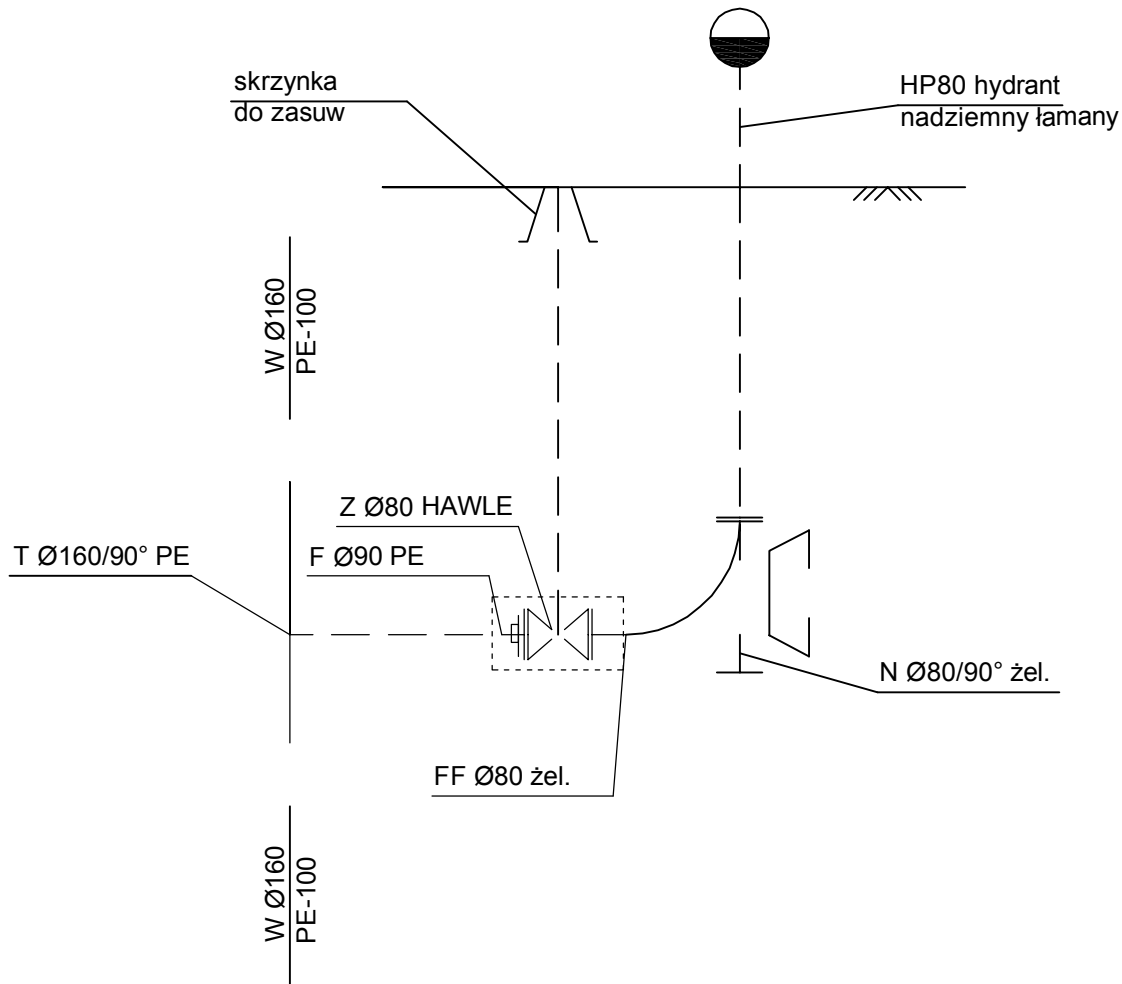 skrzynka
do zasuw
HP80 hydrant
nadziemny łamany
W Ø160
PE-100
Z Ø80 HAWLE
T Ø160/90° PE
F Ø90 PE
N Ø80/90° żel.
FF Ø80 żel.
W Ø160
PE-100